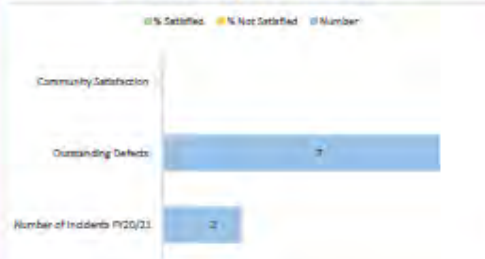 % Satisfied % Not Satisfied Number
Community Satisfaction
Outstanding Defects
7
Number of Incidents FY20/21
2